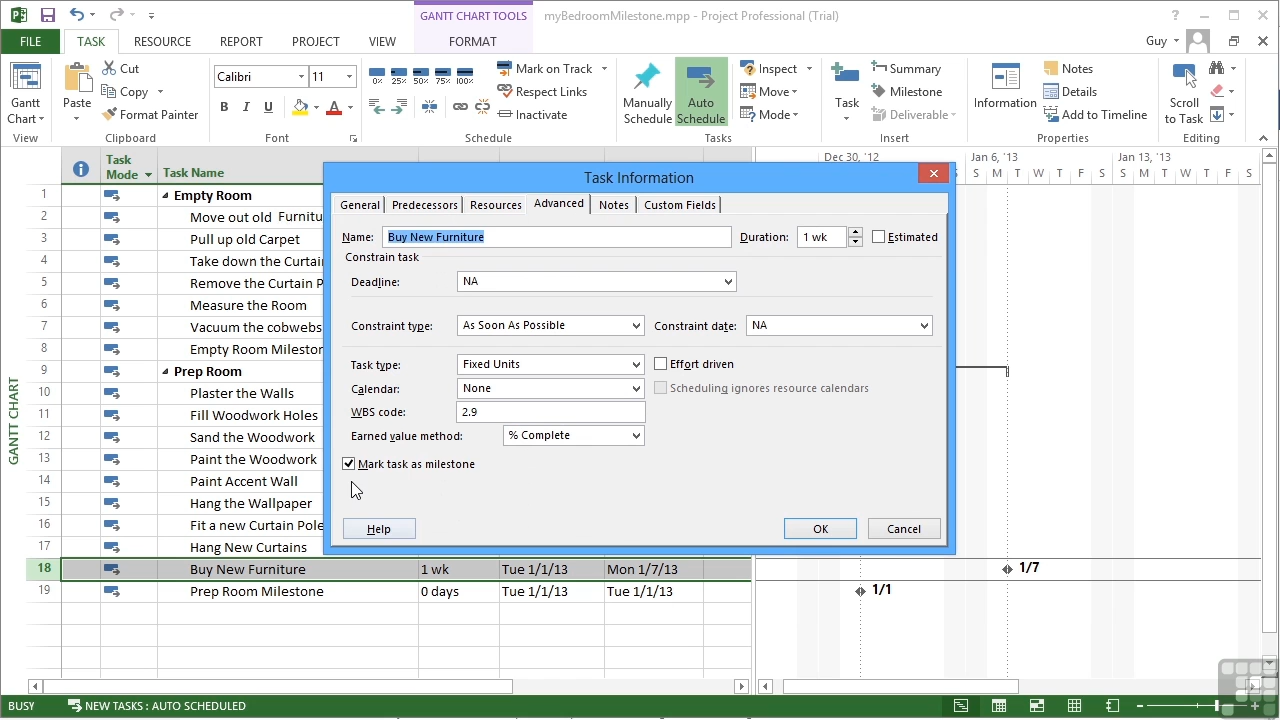 GANTT CHART TOOLS
myBedroomMilestone.mpp - Project Professional (Trial)
FILE TASK RESOURCE REPORT PROJECT VIEW FORMAT
Guy
Gantt Chart
View
Paste
Cut
Copy
Format Painter
Clipboard
Calibri 11
B I U A
Font
0% 25% 50% 75% 100%
Mark on Track
Respect Links
Inactivate
Schedule
Manually Schedule
Auto Schedule
Inspect
Move
Mode
Tasks
Task
Summary
Milestone
Deliverable
Insert
Information
Notes
Details
Add to Timeline
Properties
Scroll to Task
Editing
Task Mode
Task Name
Dec 30, '12 Jan 6, '13 Jan 13, '13
S M T W T F S M T W T F S
1 Empty Room
2 Move out old Furnitu
3 Pull up old Carpet
4 Take down the Curtain
5 Remove the Curtain P
6 Measure the Room
7 Vacuum the cobwebs
8 Empty Room Mileston
9 Prep Room
10 Plaster the Walls
11 Fill Woodwork Holes
12 Sand the Woodwork
13 Paint the Woodwork
14 Paint Accent Wall
15 Hang the Wallpaper
16 Fit a new Curtain Pole
17 Hang New Curtains
18 Buy New Furniture 1 wk Tue 1/1/13 Mon 1/7/13 1/7
19 Prep Room Milestone 0 days Tue 1/1/13 Tue 1/1/13 1/1
GANTT CHART
Task Information
General Predecessors Resources Advanced Notes Custom Fields
Name: Buy New Furniture Duration: 1 wk Estimated
Constrain task
Deadline: NA
Constraint type: As Soon As Possible Constraint date: NA
Task type: Fixed Units Effort driven
Calendar: None Scheduling ignores resource calendars
WBS code: 2.9
Earned value method: % Complete
Mark task as milestone
Help OK Cancel
BUSY NEW TASKS : AUTO SCHEDULED